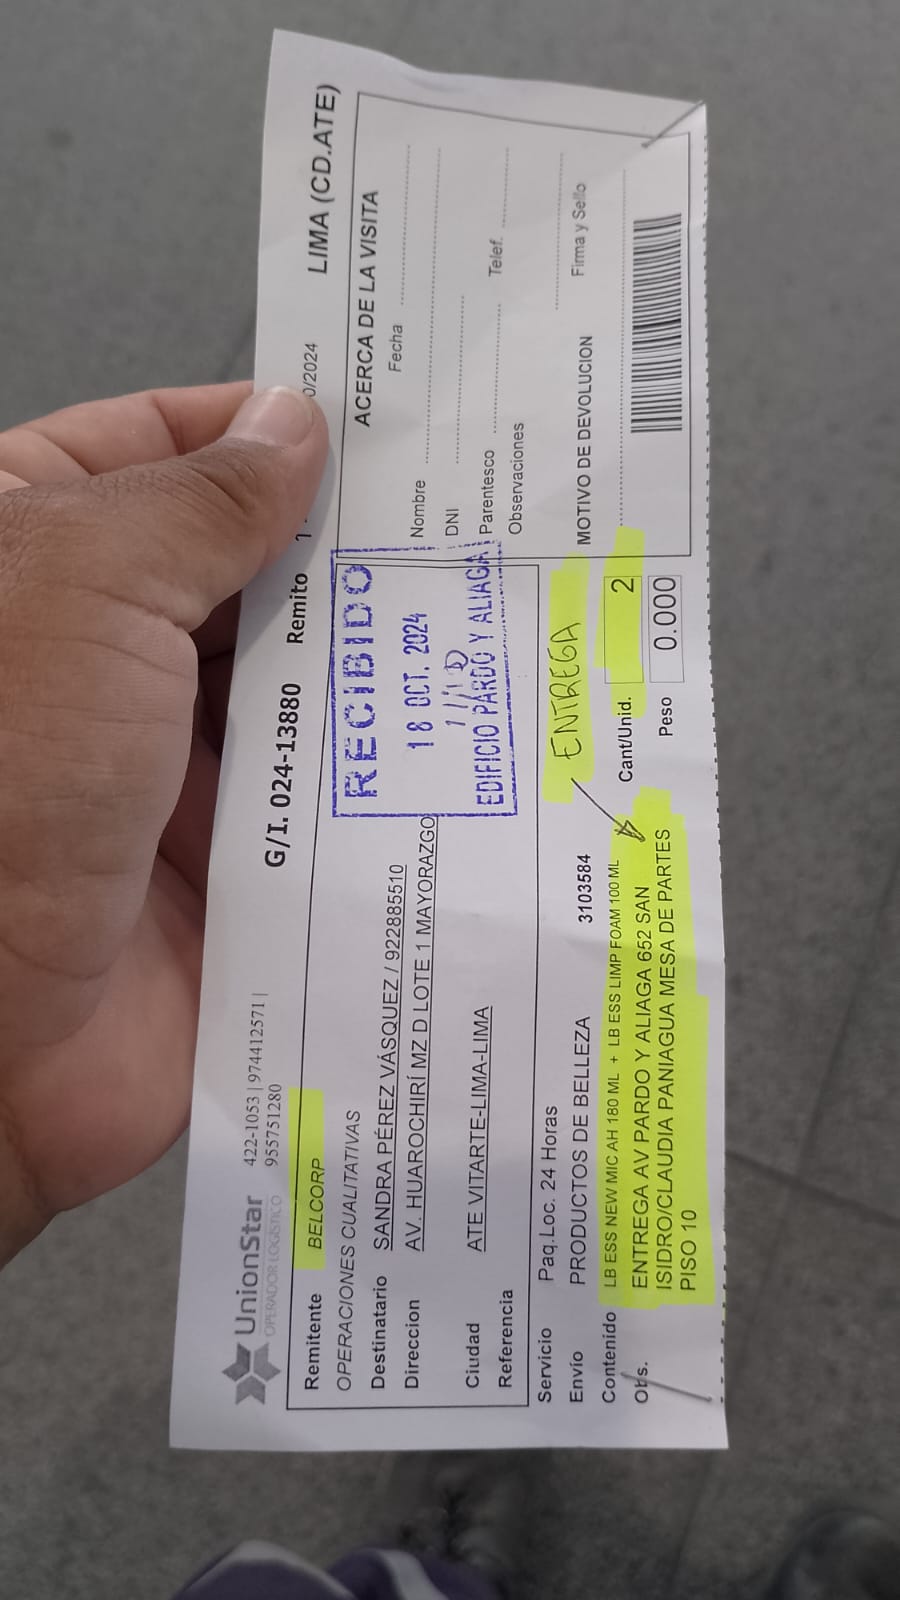 UnionStar
OPERADOR LOGÍSTICO
422-1053 | 974412571 |
955751280
G/I. 024-13880
Remito
0/2024
LIMA (CD.ATE)
Remitente BELCORP
OPERACIONES CUALITATIVAS
Destinatario SANDRA PÉREZ VÁSQUEZ / 922885510
Direccion AV. HUAROCHIRÍ MZ D LOTE 1 MAYORAZGO
Ciudad ATE VITARTE-LIMA-LIMA
Referencia
RECIBIDO
18 OCT. 2024
EDIFICIO PARDO Y ALIAGA
Servicio Paq.Loc. 24 Horas
Envío PRODUCTOS DE BELLEZA 3103584
ENTREGA
Contenido LB ESS NEW MIC AH 180 ML + LB ESS LIMP FOAM 100 ML
Cant/Unid. 2
Obs. ENTREGA AV PARDO Y ALIAGA 652 SAN
ISIDRO/CLAUDIA PANIAGUA MESA DE PARTES
PISO 10
Peso 0.000
ACERCA DE LA VISITA
Fecha
Nombre
DNI
Parentesco Telef.
Observaciones
Firma y Sello
MOTIVO DE DEVOLUCION